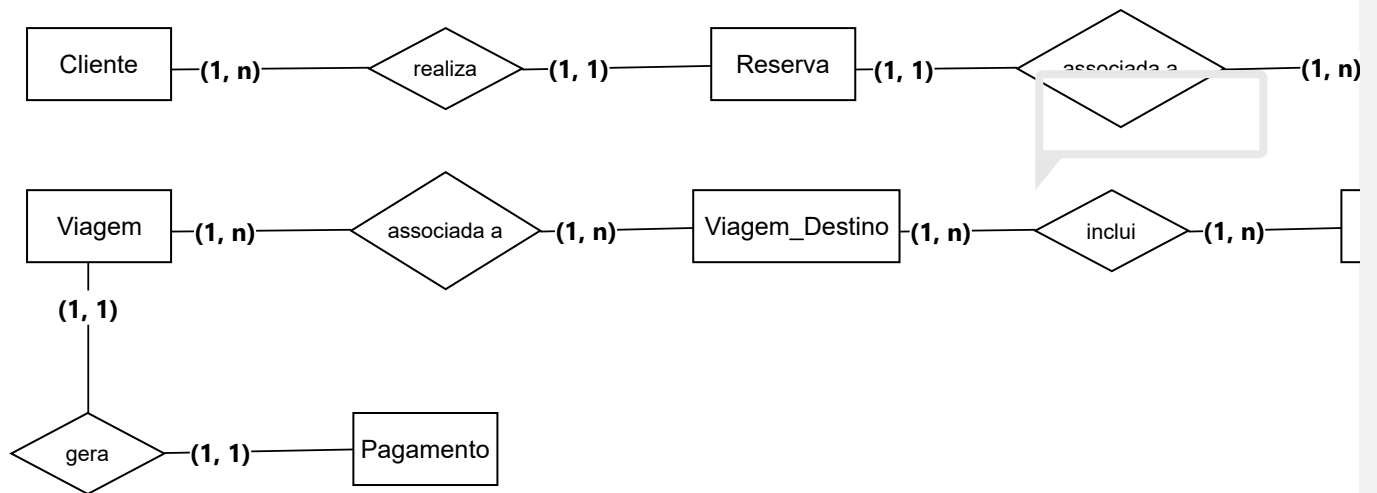 Cliente (1, n) realiza (1, 1) Reserva (1, 1) associada a (1, n)
Viagem (1, n) associada a (1, n) Viagem_Destino (1, n) inclui (1, n)
(1, 1)
gera (1, 1) Pagamento